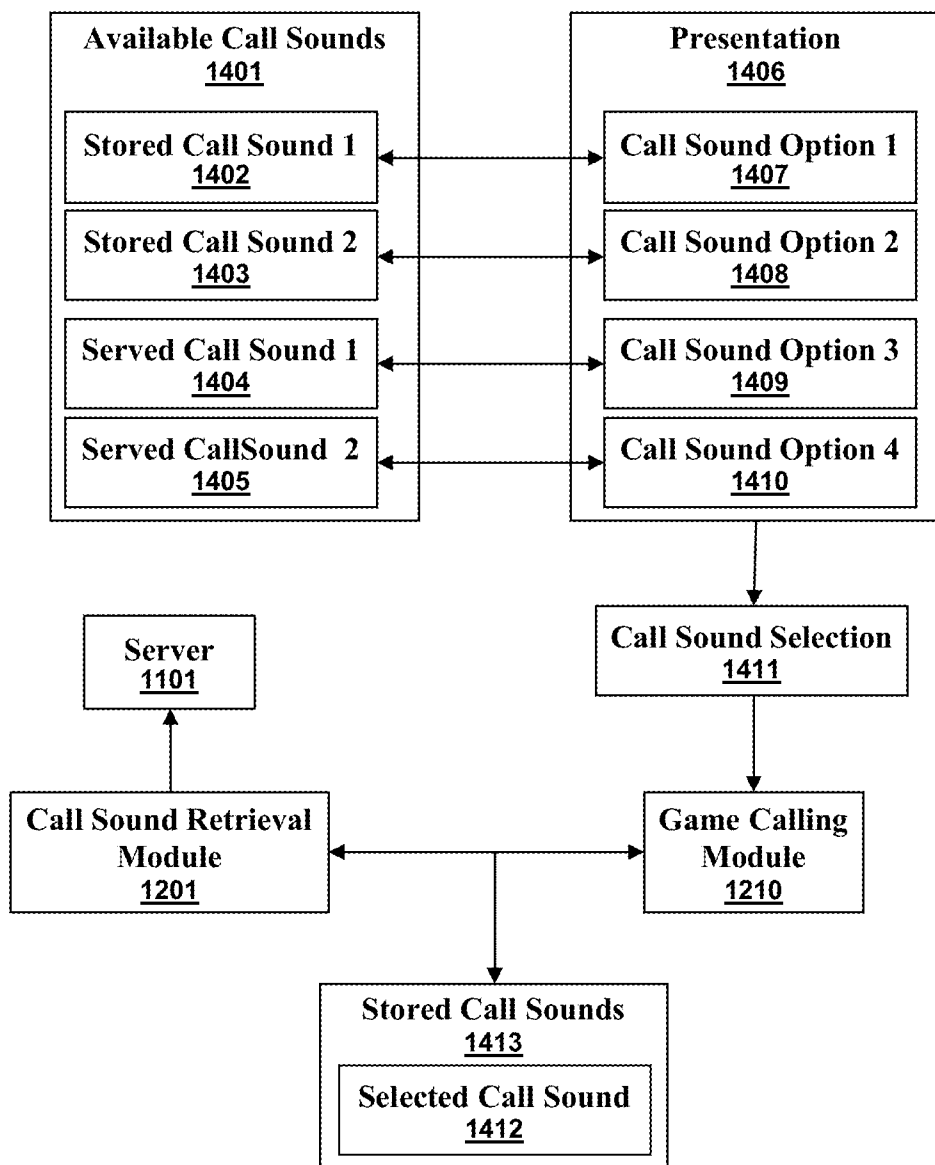 Available Call Sounds
1401
Stored Call Sound 1
1402
Stored Call Sound 2
1403
Served Call Sound 1
1404
Served CallSound 2
1405
Presentation
1406
Call Sound Option 1
1407
Call Sound Option 2
1408
Call Sound Option 3
1409
Call Sound Option 4
1410
Call Sound Selection
1411
Server
1101
Call Sound Retrieval
Module
1201
Game Calling
Module
1210
Stored Call Sounds
1413
Selected Call Sound
1412